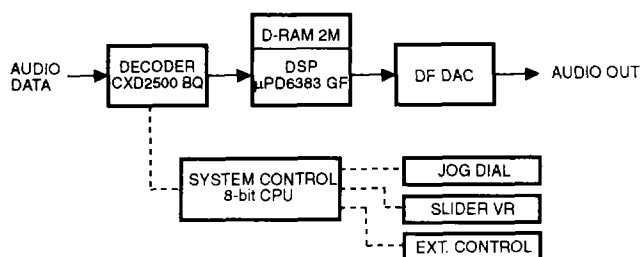 D-RAM 2M
AUDIO
DATA
DECODER
CXD2500 BQ
DSP
μPD6383 GF
DF DAC
AUDIO OUT
SYSTEM CONTROL
8-bit CPU
JOG DIAL
SLIDER VR
EXT. CONTROL